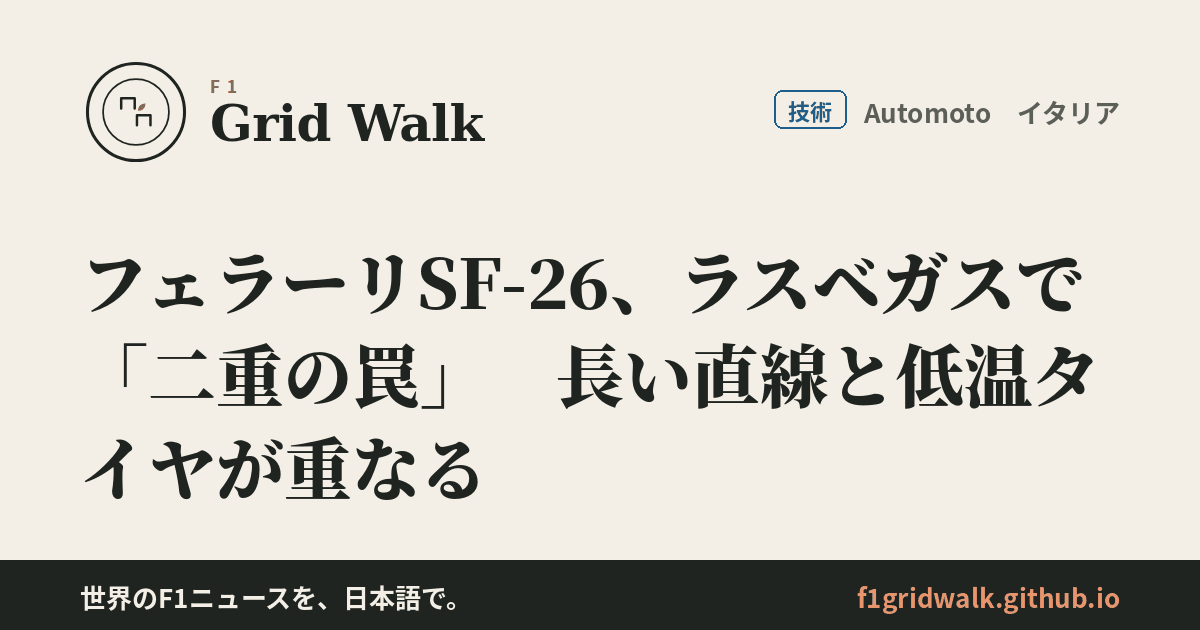 F1
Grid Walk
技術 Automoto イタリア
フェラーリSF-26、ラスベガスで
「二重の罠」　長い直線と低温タ
イヤが重なる
世界のF1ニュースを、日本語で。
f1gridwalk.github.io